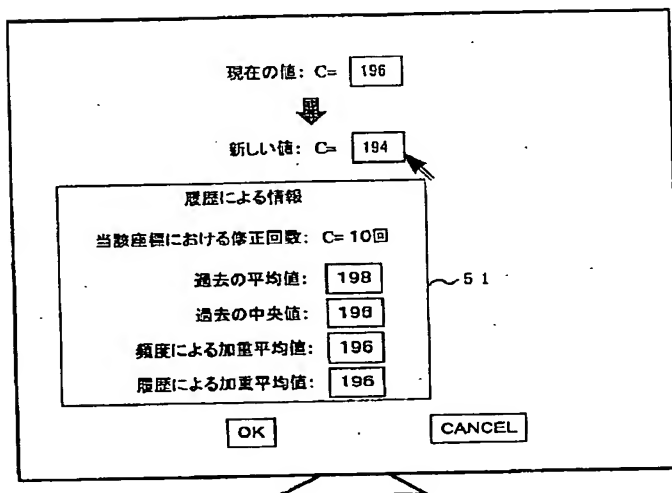 現在の値: C= 196
新しい値: C= 194
履歴による情報
当該座標における修正回数: C= 10回
過去の平均値: 198
過去の中央値: 198
頻度による加重平均値: 196
履歴による加重平均値: 196
51
OK CANCEL